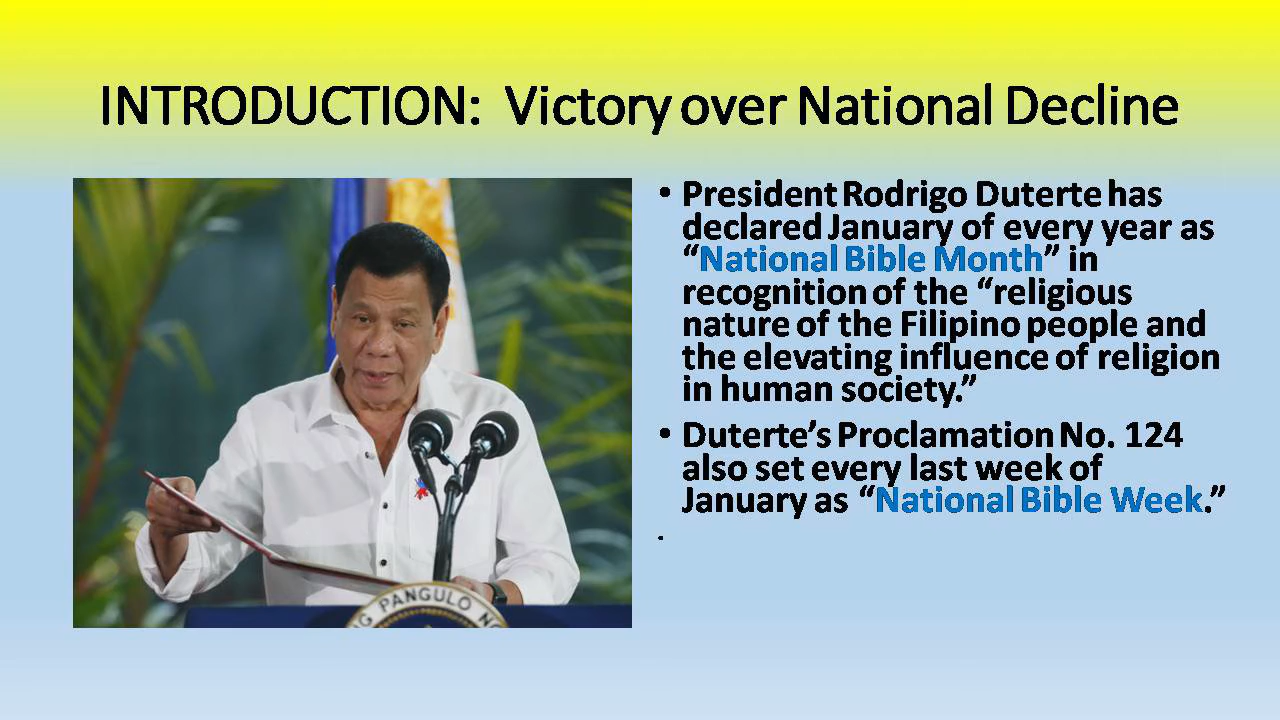 INTRODUCTION: Victory over National Decline
• President Rodrigo Duterte has
declared January of every year as
“National Bible Month” in
recognition of the “religious
nature of the Filipino people and
the elevating influence of religion
in human society.”
• Duterte’s Proclamation No. 124
also set every last week of
January as “National Bible Week.”
•
NG PANGULO NG